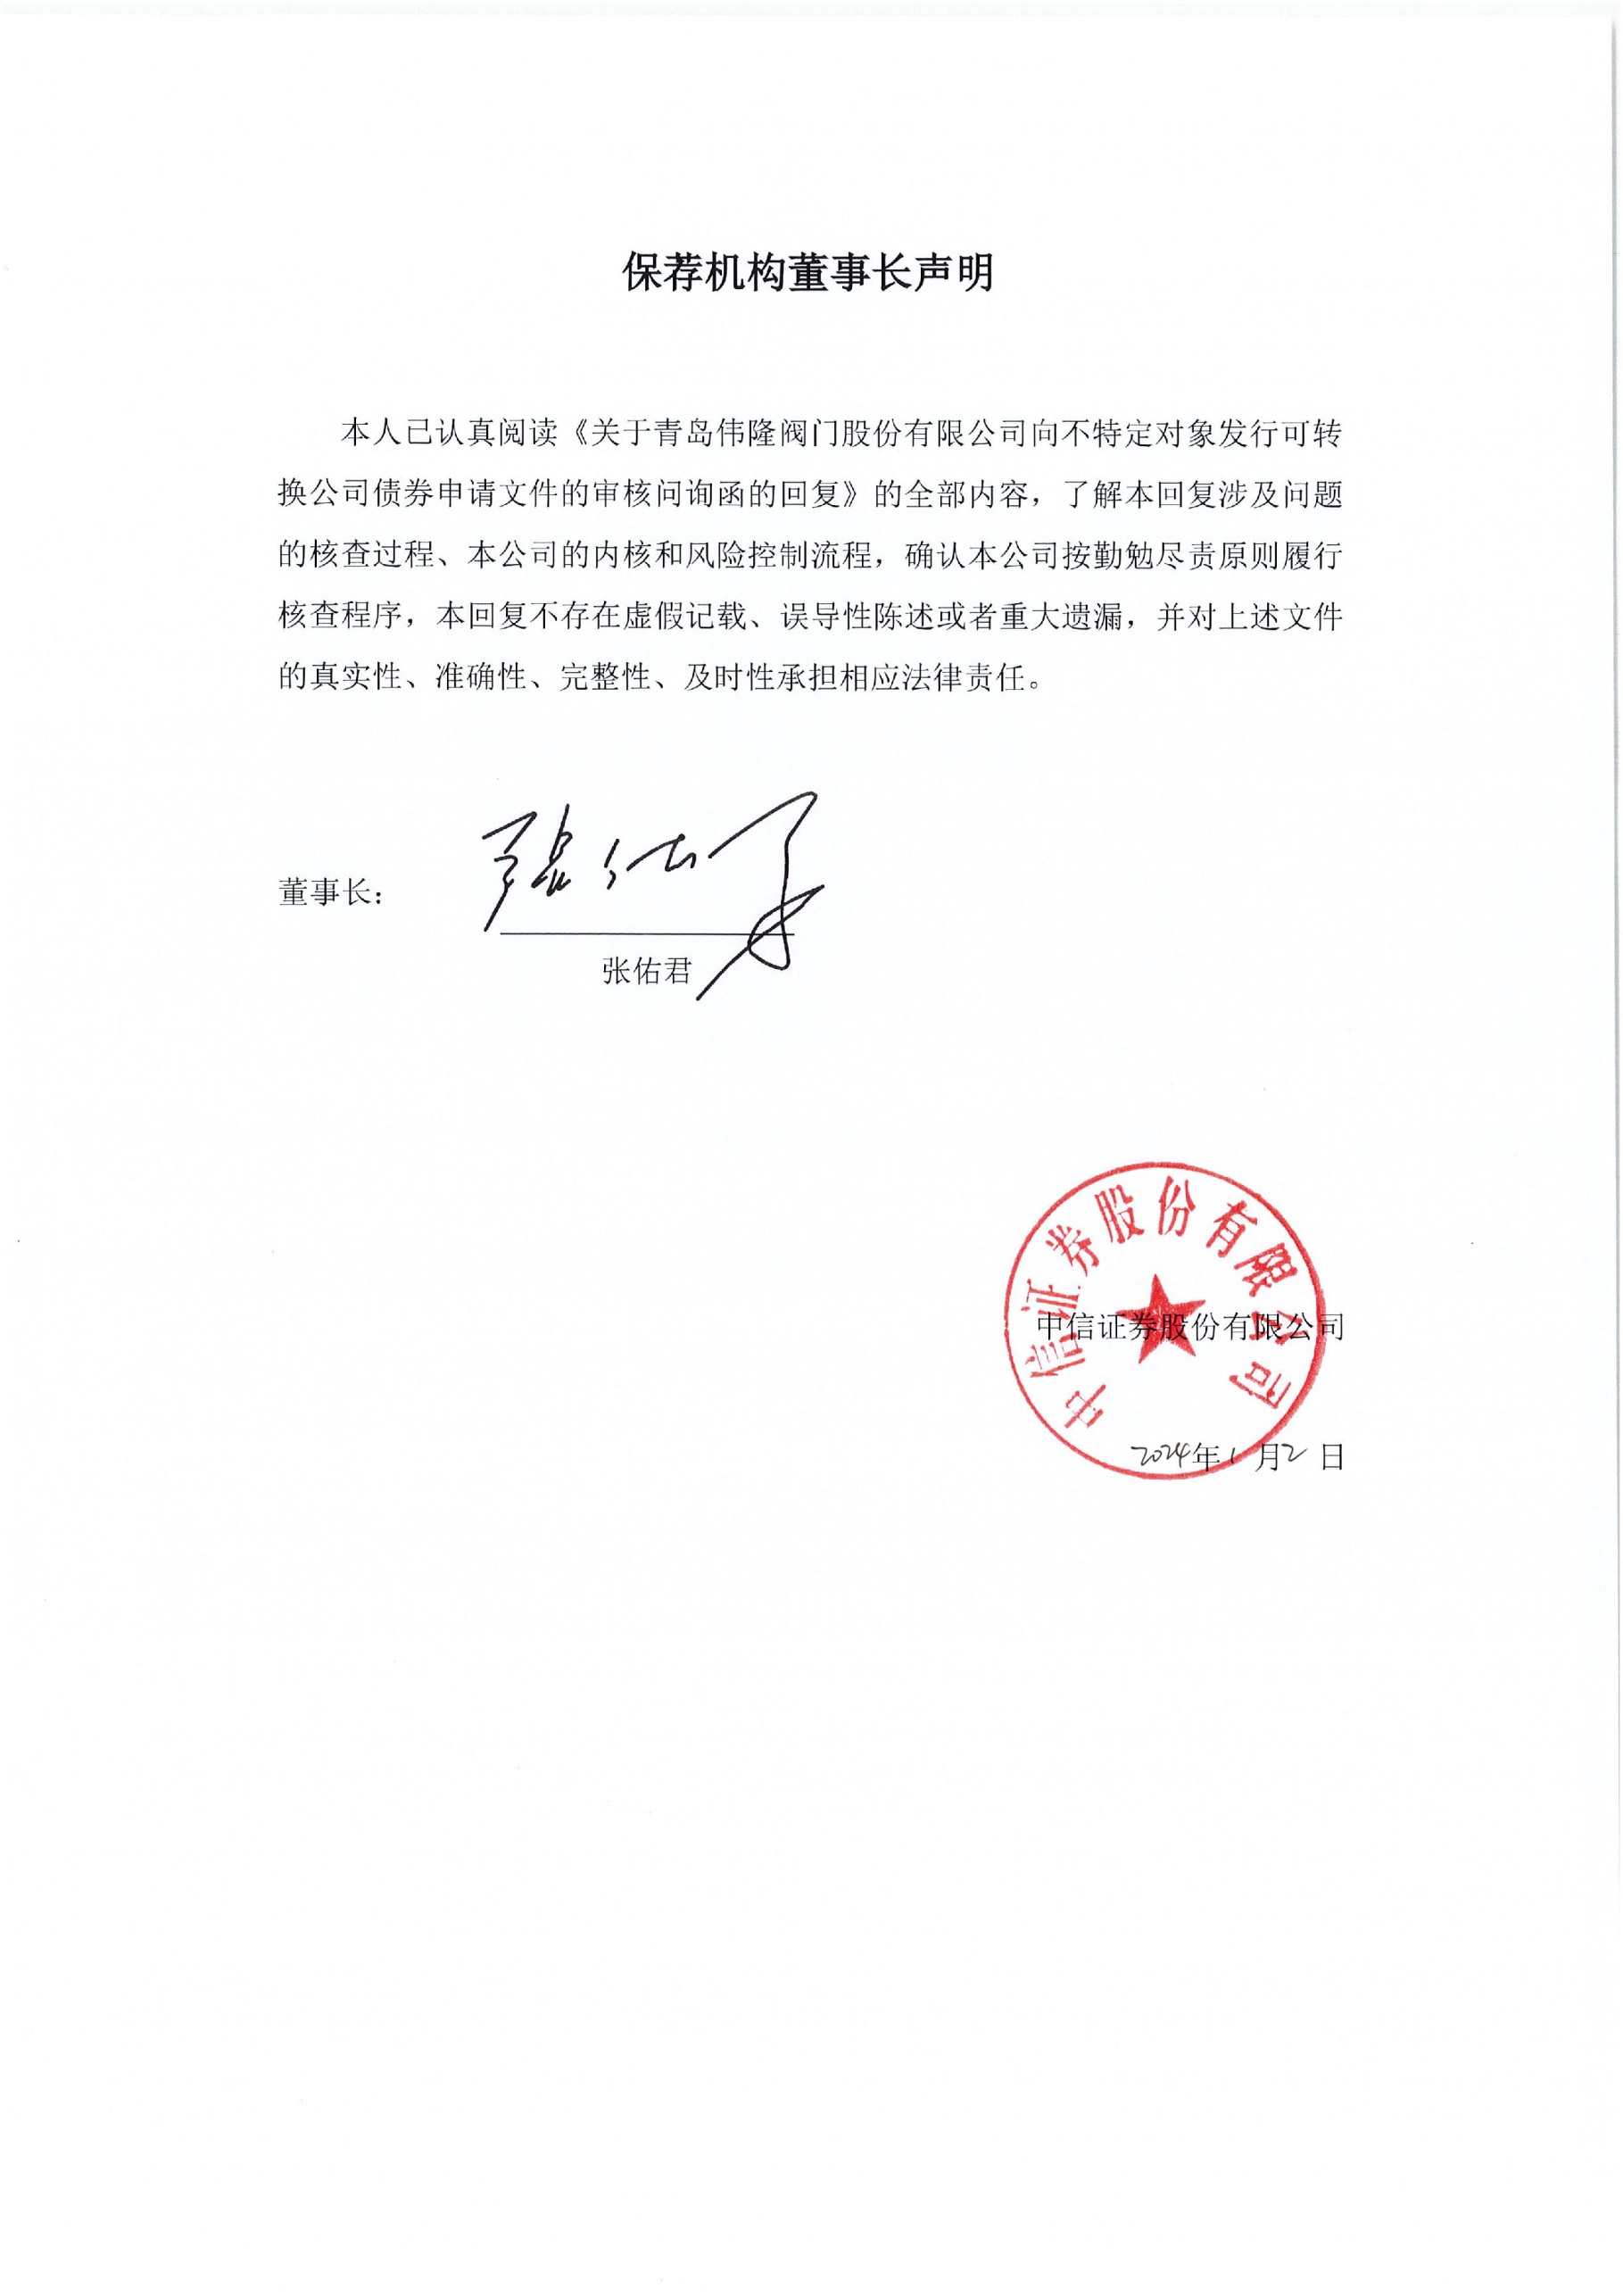 保荐机构董事长声明
本人已认真阅读《关于青岛伟隆阀门股份有限公司向不特定对象发行可转
换公司债券申请文件的审核问询函的回复》的全部内容，了解本回复涉及问题
的核查过程、本公司的内核和风险控制流程，确认本公司按勤勉尽责原则履行
核查程序，本回复不存在虚假记载、误导性陈述或者重大遗漏，并对上述文件
的真实性、准确性、完整性、及时性承担相应法律责任。
张佑君
董事长：
张佑君
中信证券股份有限公司
中信证券股份有限公司
2024年1月2日